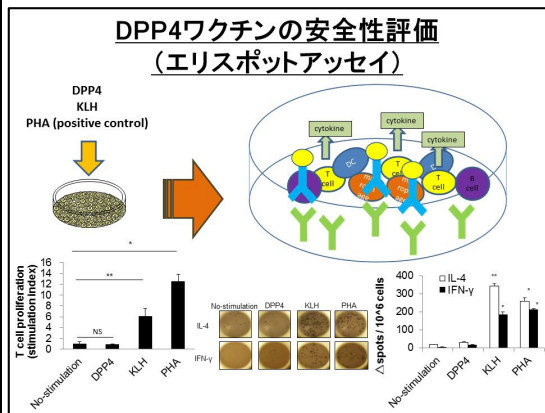 DPP4ワクチンの安全性評価
（エリスポットアッセイ）
DPP4
KLH
PHA (positive control)
cytokine
cytokine
cytokine
DC
T
cell
T
cell
T
cell
B
cell
T cell proliferation
(stimulation index)
16
14
12
10
8
6
4
2
0
*
**
NS
No-stimulation
DPP4
KLH
PHA
No-stimulation DPP4 KLH PHA
IL-4
IFN-γ
△spots / 10^6 cells
400
300
200
100
0
IL-4
IFN-γ
**
*
*
*
No-stimulation
DPP4
KLH
PHA